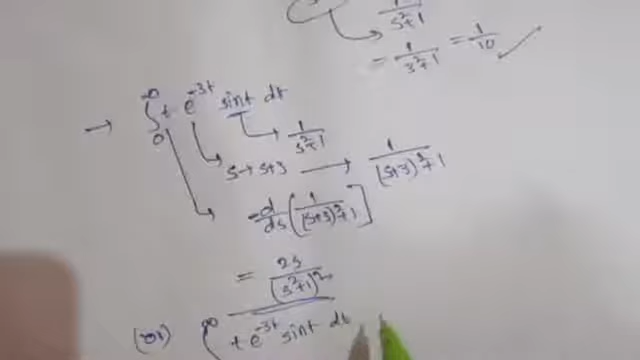 1/(s²+1)
= 1/(3²+1) = 1/10
→ ∫₀^∞ t e^{-3t} sint dt
→ 1/(s²+1)
s→s+3 → 1/((s+3)²+1)
-d/ds [1/((s+3)²+1)]
= 2s/(s²+1)²
(or) ∫^∞ t e^{-3t} sint dt